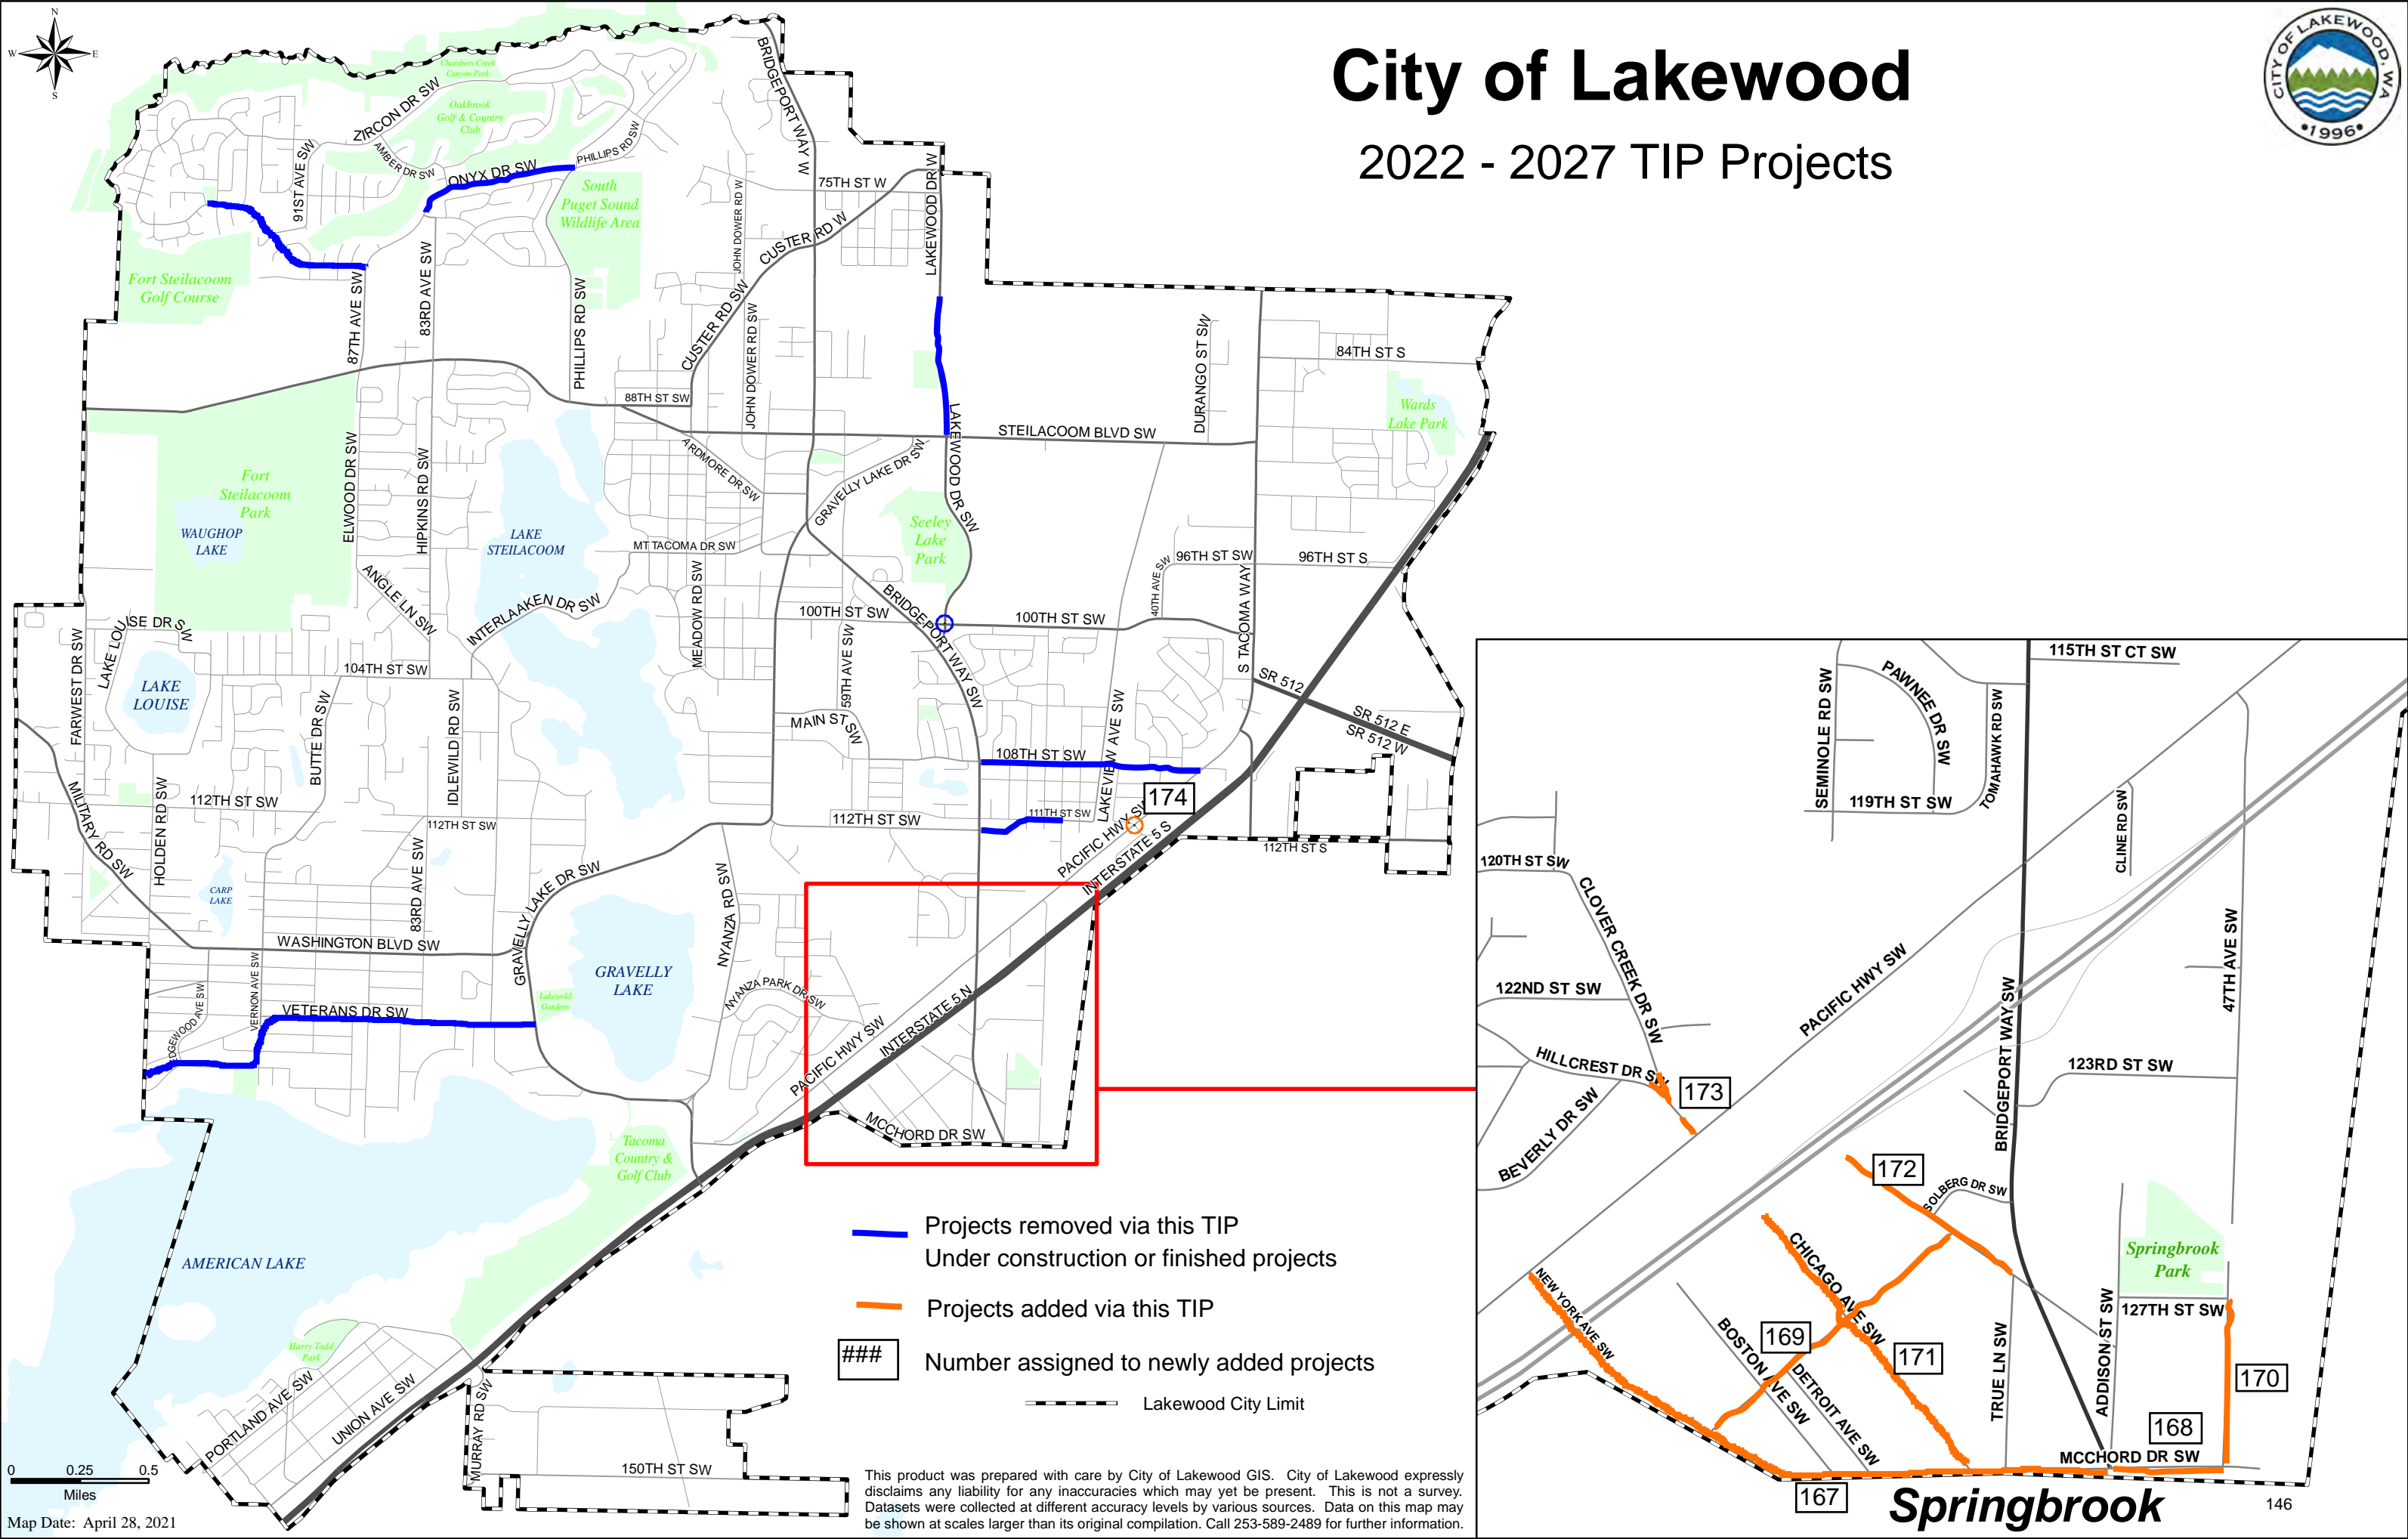 City of Lakewood
2022 - 2027 TIP Projects
CITY OF LAKEWOOD, WA
•1996•
N
W
E
S
Chambers Creek
Canyon Park
Oakbrook
Golf & Country
Club
ZIRCON DR SW
AMBER DR SW
91ST AVE SW
ONYX DR SW
PHILLIPS RD SW
South
Puget Sound
Wildlife Area
BRIDGEPORT WAY W
75TH ST W
JOHN DOWER RD W
CUSTER RD W
LAKEWOOD DR W
Fort Steilacoom
Golf Course
87TH AVE SW
83RD AVE SW
PHILLIPS RD SW
CUSTER RD SW
JOHN DOWER RD SW
88TH ST SW
DURANGO ST SW
84TH ST S
Wards
Lake Park
STEILACOOM BLVD SW
LAKEWOOD DR SW
ARDMORE DR SW
GRAVELLY LAKE DR SW
Fort
Steilacoom
Park
WAUGHOP
LAKE
ELWOOD DR SW
HIPKINS RD SW
LAKE
STEILACOOM
MT TACOMA DR SW
Seeley
Lake
Park
96TH ST SW
96TH ST S
40TH AVE SW
ANGLE LN SW
INTERLAAKEN DR SW
MEADOW RD SW
100TH ST SW
BRIDGEPORT WAY SW
100TH ST SW
S TACOMA WAY
59TH AVE SW
FARWEST DR SW
LAKE LOUISE DR SW
LAKE
LOUISE
104TH ST SW
BUTTE DR SW
IDLEWILD RD SW
MAIN ST SW
SR 512
SR 512 E
SR 512 W
108TH ST SW
LAKEVIEW AVE SW
174
111TH ST SW
112TH ST SW
PACIFIC HWY SW
INTERSTATE 5 S
112TH ST S
MILITARY RD SW
HOLDEN RD SW
112TH ST SW
112TH ST SW
CARP
LAKE
83RD AVE SW
GRAVELLY LAKE DR SW
NYANZA RD SW
WASHINGTON BLVD SW
GRAVELLY
LAKE
Lakewold
Gardens
EDGEWOOD AVE SW
VERNON AVE SW
VETERANS DR SW
NYANZA PARK DR SW
PACIFIC HWY SW
INTERSTATE 5 N
MCCHORD DR SW
Tacoma
Country &
Golf Club
AMERICAN LAKE
Harry Todd
Park
PORTLAND AVE SW
UNION AVE SW
MURRAY RD SW
150TH ST SW
Projects removed via this TIP
Under construction or finished projects
Projects added via this TIP
###
Number assigned to newly added projects
Lakewood City Limit
0 0.25 0.5
Miles
Map Date: April 28, 2021
This product was prepared with care by City of Lakewood GIS. City of Lakewood expressly
disclaims any liability for any inaccuracies which may yet be present. This is not a survey.
Datasets were collected at different accuracy levels by various sources. Data on this map may
be shown at scales larger than its original compilation. Call 253-589-2489 for further information.
115TH ST CT SW
SEMINOLE RD SW
PAWNEE DR SW
TOMAHAWK RD SW
119TH ST SW
CLINE RD SW
120TH ST SW
CLOVER CREEK DR SW
122ND ST SW
PACIFIC HWY SW
BRIDGEPORT WAY SW
47TH AVE SW
HILLCREST DR SW
173
123RD ST SW
BEVERLY DR SW
172
SOLBERG DR SW
CHICAGO AVE SW
NEW YORK AVE SW
Springbrook
Park
127TH ST SW
169
BOSTON AVE SW
DETROIT AVE SW
171
TRUE LN SW
ADDISON ST SW
170
168
MCCHORD DR SW
167
Springbrook
146